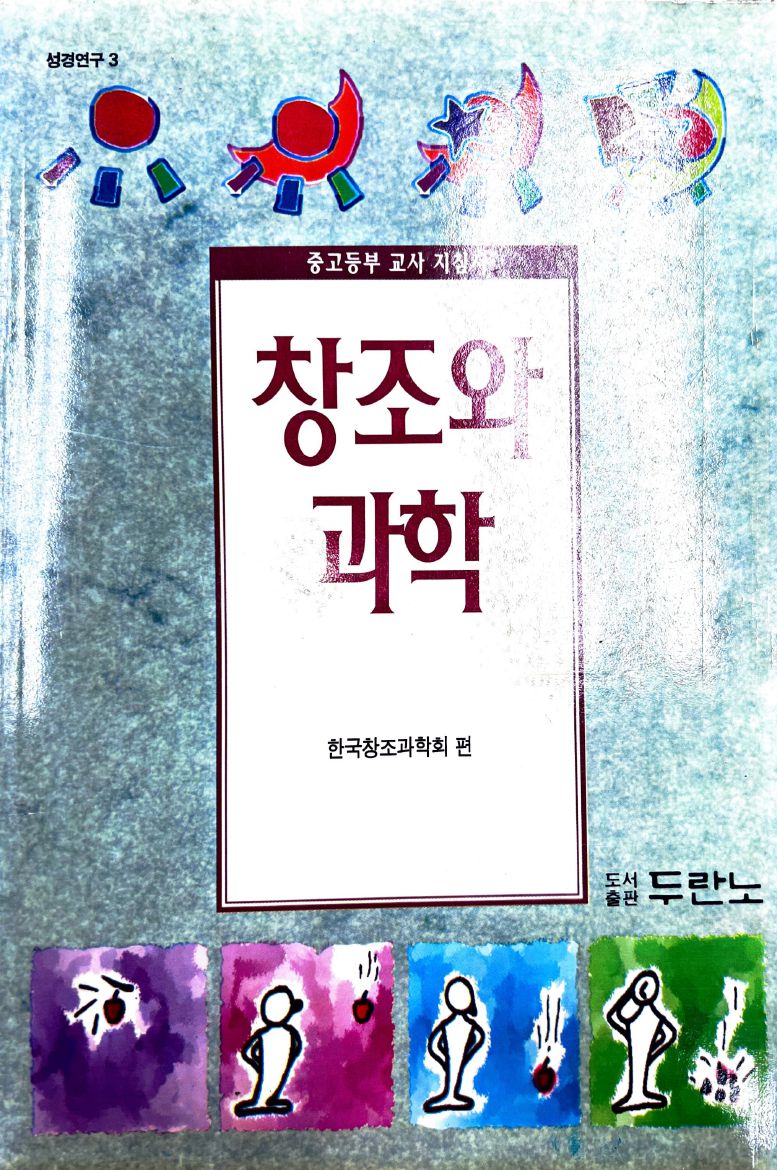 성경연구 3
중고등부 교사 지침
창조와
과학
한국창조과학회 편
도서
출판 두란노